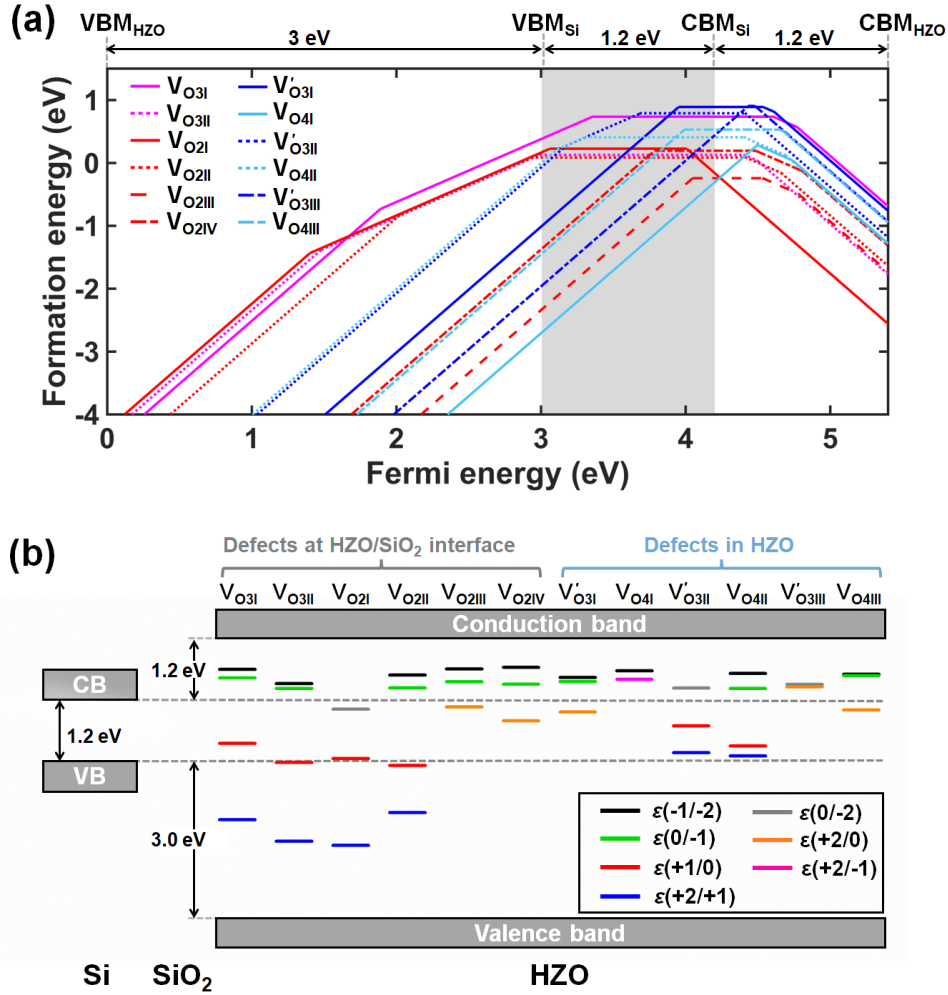 (a)
VBM_HZO VBM_Si CBM_Si CBM_HZO
3 eV 1.2 eV 1.2 eV
Formation energy (eV)
1
0
-1
-2
-3
-4
V_O3I V'_O3I
V_O3II V_O4I
V_O2I V'_O3II
V_O2II V_O4II
V_O2III V'_O3III
V_O2IV V_O4III
0 1 2 3 4 5
Fermi energy (eV)
(b)
Defects at HZO/SiO₂ interface Defects in HZO
V_O3I V_O3II V_O2I V_O2II V_O2III V_O2IV V'_O3I V_O4I V'_O3II V_O4II V'_O3III V_O4III
Conduction band
1.2 eV
CB
1.2 eV
VB
3.0 eV
ε(-1/-2) ε(0/-2)
ε(0/-1) ε(+2/0)
ε(+1/0) ε(+2/-1)
ε(+2/+1)
Valence band
Si SiO₂ HZO